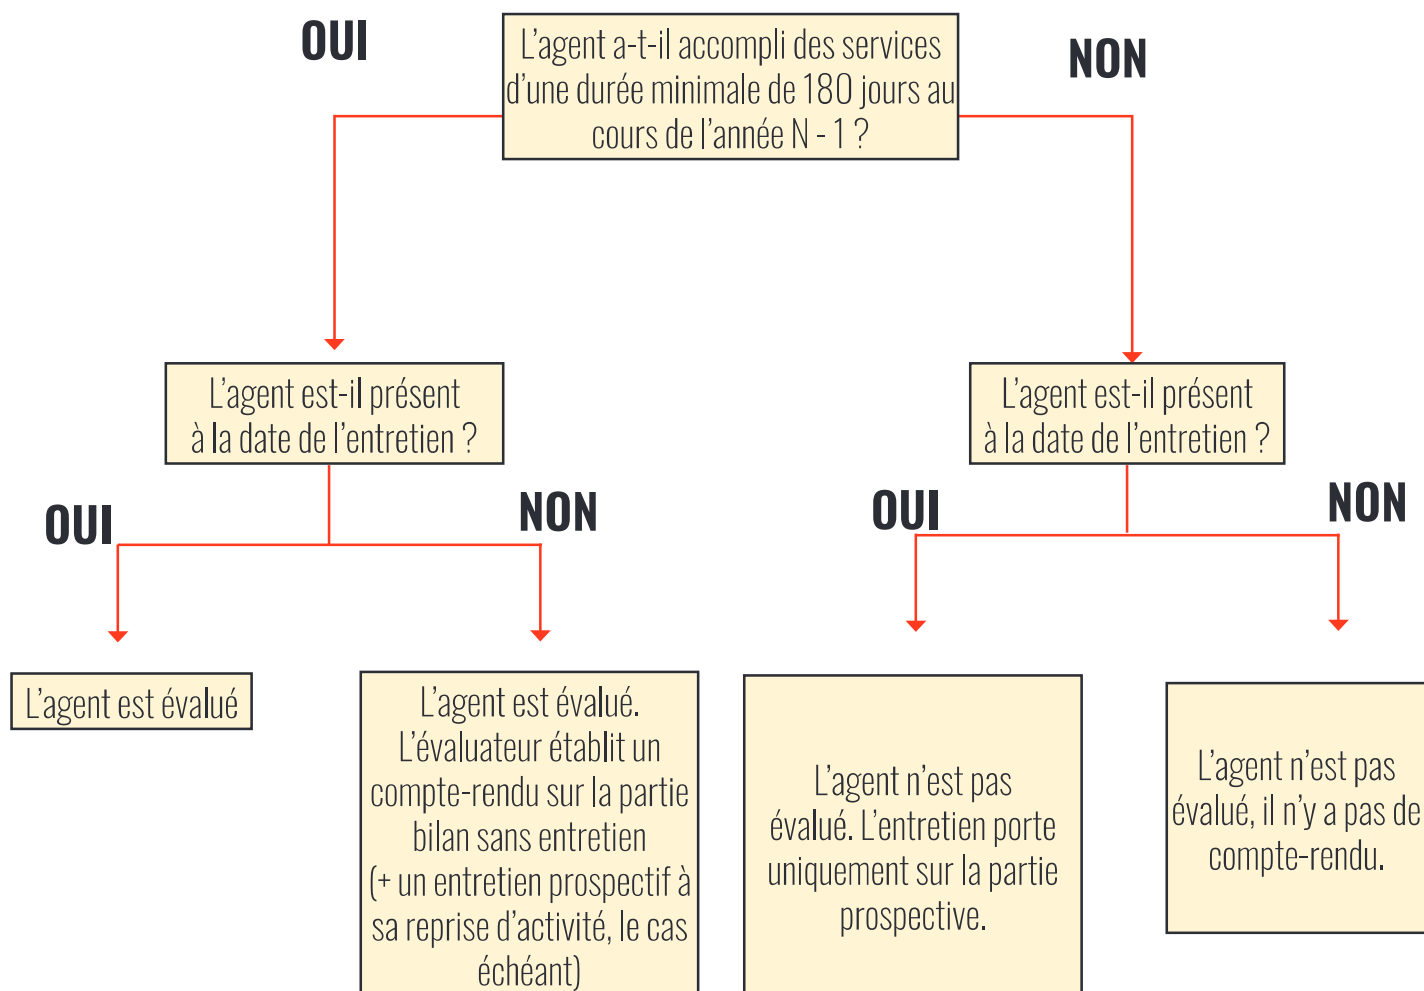 OUI
L'agent a-t-il accompli des services
d'une durée minimale de 180 jours au
cours de l'année N - 1 ?
NON
L'agent est-il présent
à la date de l'entretien ?
L'agent est-il présent
à la date de l'entretien ?
OUI
NON
OUI
NON
L'agent est évalué
L'agent est évalué.
L'évaluateur établit un
compte-rendu sur la partie
bilan sans entretien
(+ un entretien prospectif à
sa reprise d'activité, le cas
échéant)
L'agent n'est pas
évalué. L'entretien porte
uniquement sur la partie
prospective.
L'agent n'est pas
évalué, il n'y a pas de
compte-rendu.